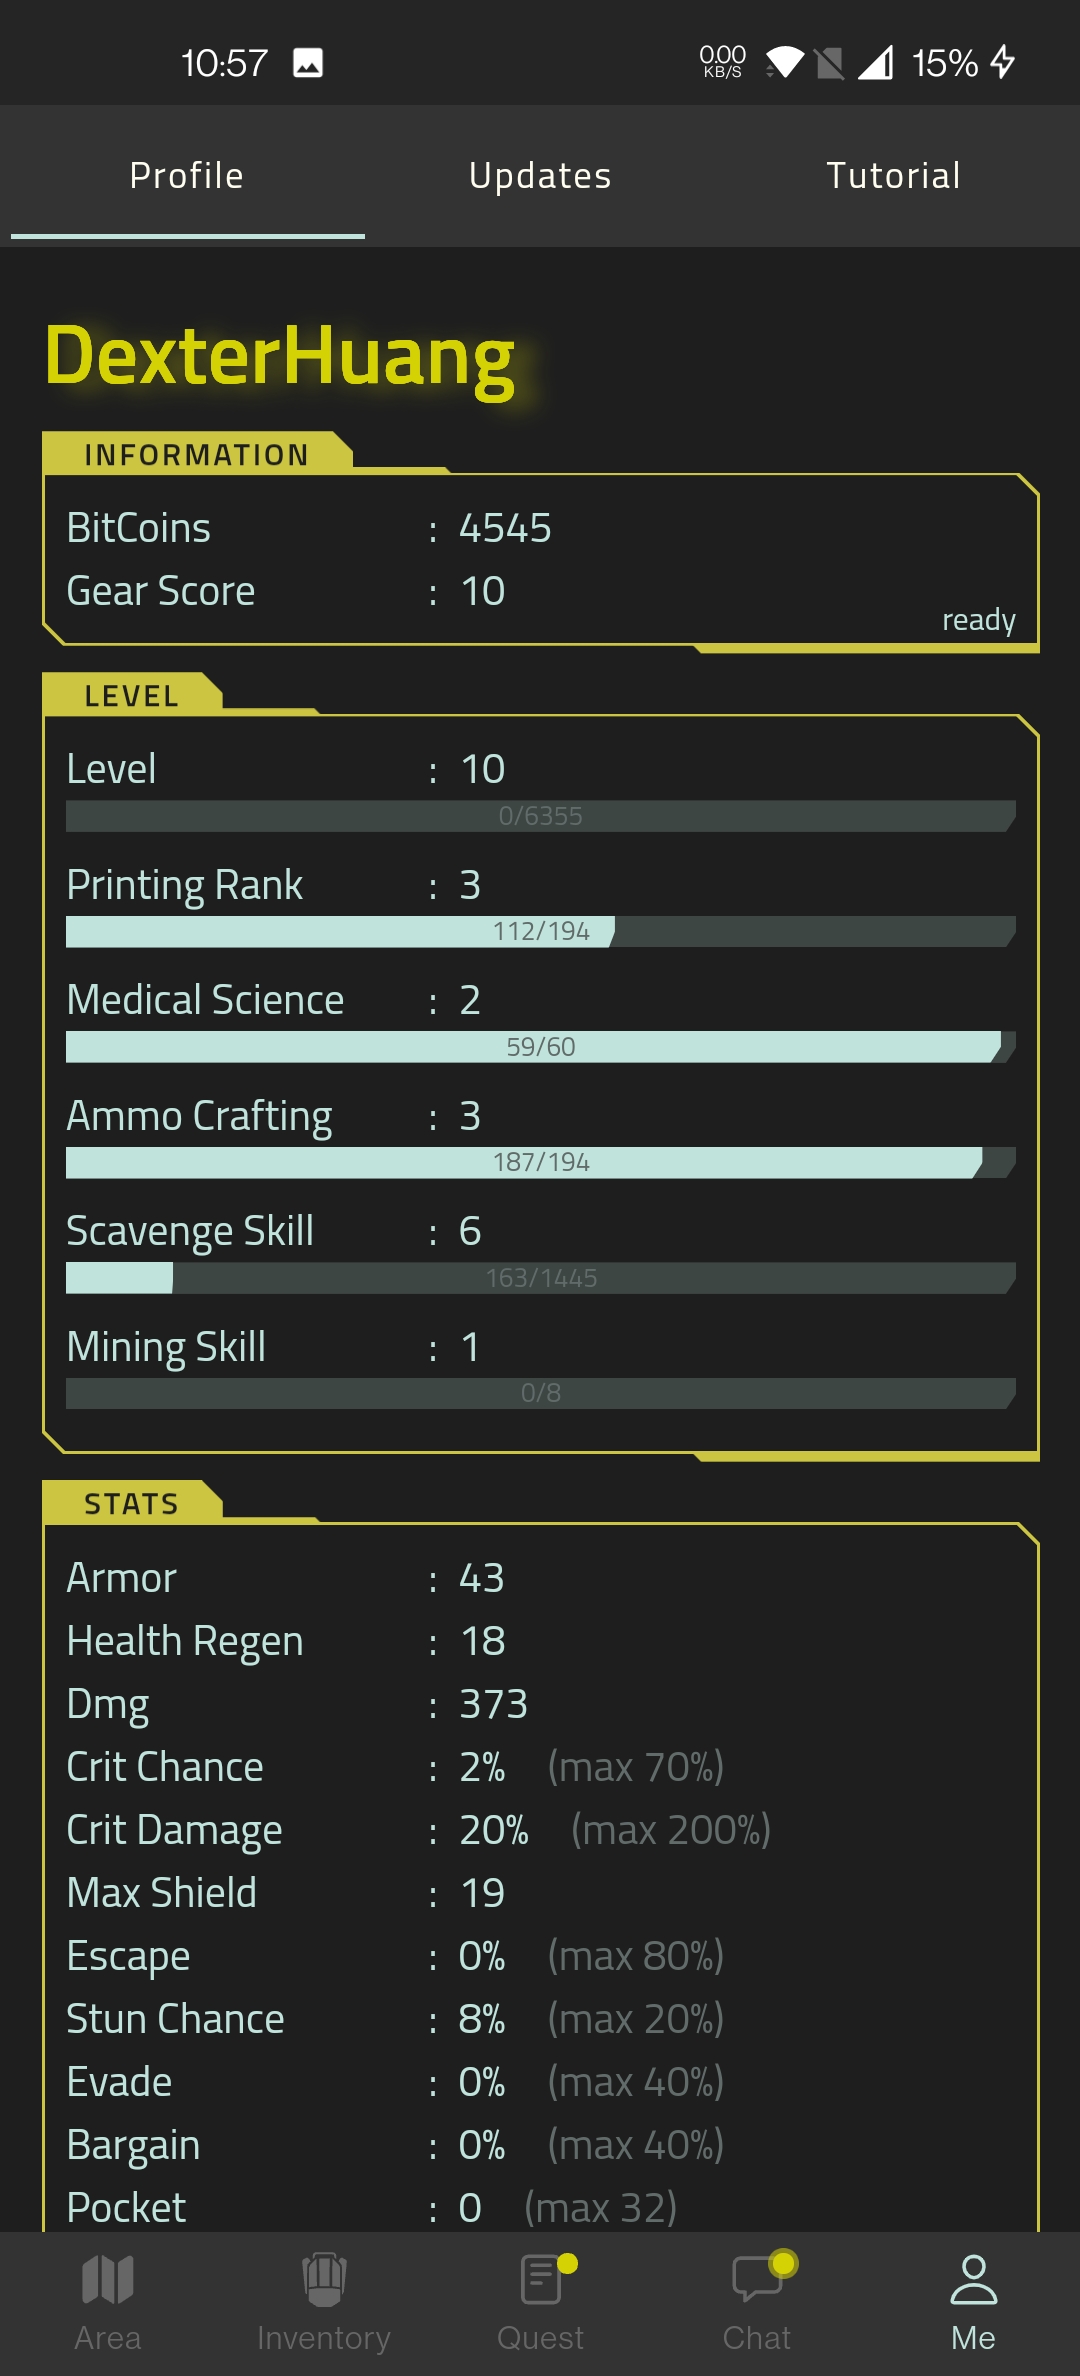 10:57 0.00 KB/S 15%
Profile Updates Tutorial
DexterHuang
INFORMATION
BitCoins : 4545
Gear Score : 10
ready
LEVEL
Level : 10
0/6355
Printing Rank : 3
112/194
Medical Science : 2
59/60
Ammo Crafting : 3
187/194
Scavenge Skill : 6
163/1445
Mining Skill : 1
0/8
STATS
Armor : 43
Health Regen : 18
Dmg : 373
Crit Chance : 2% (max 70%)
Crit Damage : 20% (max 200%)
Max Shield : 19
Escape : 0% (max 80%)
Stun Chance : 8% (max 20%)
Evade : 0% (max 40%)
Bargain : 0% (max 40%)
Pocket : 0 (max 32)
Area Inventory Quest Chat Me